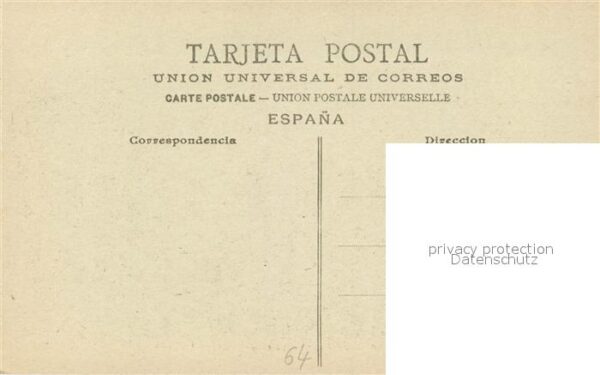 TARJETA POSTAL
UNION UNIVERSAL DE CORREOS
CARTE POSTALE — UNION POSTALE UNIVERSELLE
ESPAÑA
Correspondencia
Direccion
privacy protection
Datenschutz
64